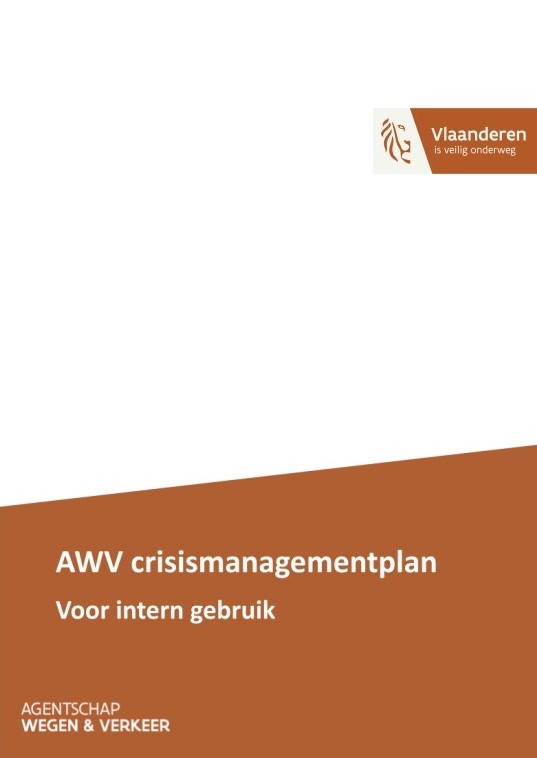 Vlaanderen
is veilig onderweg
AWV crisismanagementplan
Voor intern gebruik
AGENTSCHAP
WEGEN & VERKEER